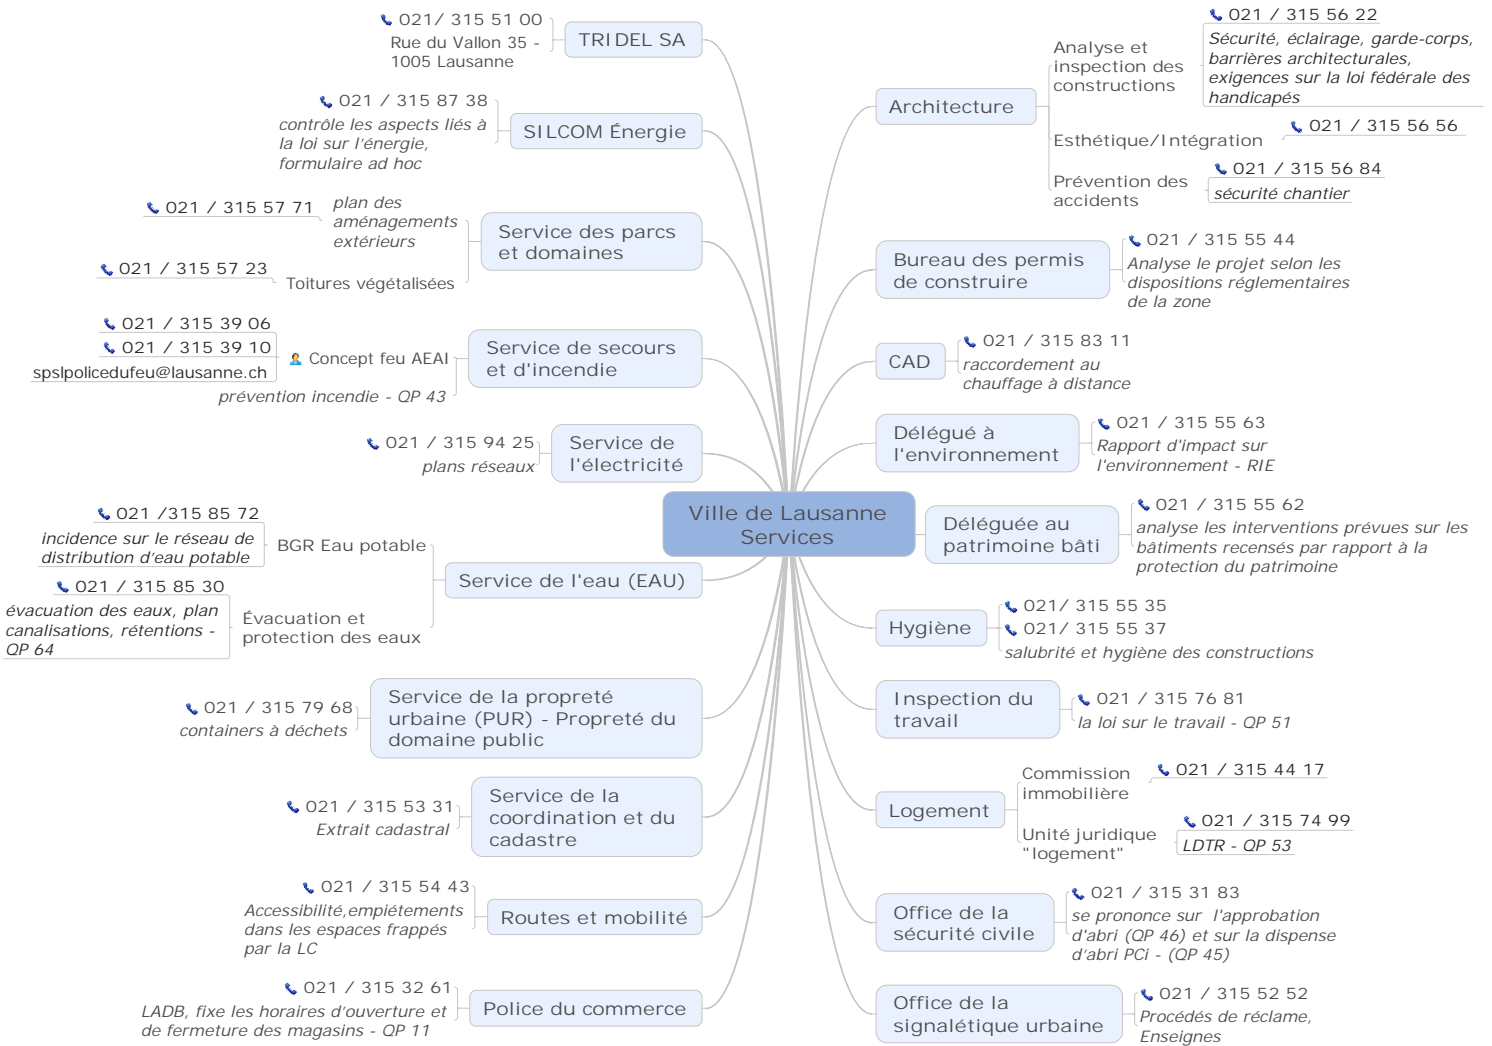 Ville de Lausanne
Services
021/ 315 51 00
Rue du Vallon 35 -
1005 Lausanne
TRIDEL SA
021 / 315 87 38
contrôle les aspects liés à
la loi sur l'énergie,
formulaire ad hoc
SILCOM Énergie
021 / 315 57 71
plan des
aménagements
extérieurs
021 / 315 57 23
Toitures végétalisées
Service des parcs
et domaines
021 / 315 39 06
021 / 315 39 10
spslpolicedufeu@lausanne.ch
Concept feu AEAI
prévention incendie - QP 43
Service de secours
et d'incendie
021 / 315 94 25
plans réseaux
Service de
l'électricité
021 /315 85 72
incidence sur le réseau de
distribution d'eau potable
BGR Eau potable
021 / 315 85 30
évacuation des eaux, plan
canalisations, rétentions -
QP 64
Évacuation et
protection des eaux
Service de l'eau (EAU)
021 / 315 79 68
containers à déchets
Service de la propreté
urbaine (PUR) - Propreté du
domaine public
021 / 315 53 31
Extrait cadastral
Service de la
coordination et du
cadastre
021 / 315 54 43
Accessibilité,empiétements
dans les espaces frappés
par la LC
Routes et mobilité
021 / 315 32 61
LADB, fixe les horaires d'ouverture et
de fermeture des magasins - QP 11
Police du commerce
Architecture
Analyse et
inspection des
constructions
021 / 315 56 22
Sécurité, éclairage, garde-corps,
barrières architecturales,
exigences sur la loi fédérale des
handicapés
Esthétique/Intégration
021 / 315 56 56
Prévention des
accidents
021 / 315 56 84
sécurité chantier
Bureau des permis
de construire
021 / 315 55 44
Analyse le projet selon les
dispositions réglementaires
de la zone
CAD
021 / 315 83 11
raccordement au
chauffage à distance
Délégué à
l'environnement
021 / 315 55 63
Rapport d'impact sur
l'environnement - RIE
Déléguée au
patrimoine bâti
021 / 315 55 62
analyse les interventions prévues sur les
bâtiments recensés par rapport à la
protection du patrimoine
Hygiène
021/ 315 55 35
021/ 315 55 37
salubrité et hygiène des constructions
Inspection du
travail
021 / 315 76 81
la loi sur le travail - QP 51
Logement
Commission
immobilière
021 / 315 44 17
Unité juridique
"logement"
021 / 315 74 99
LDTR - QP 53
Office de la
sécurité civile
021 / 315 31 83
se prononce sur l'approbation
d'abri (QP 46) et sur la dispense
d'abri PCi - (QP 45)
Office de la
signalétique urbaine
021 / 315 52 52
Procédés de réclame,
Enseignes